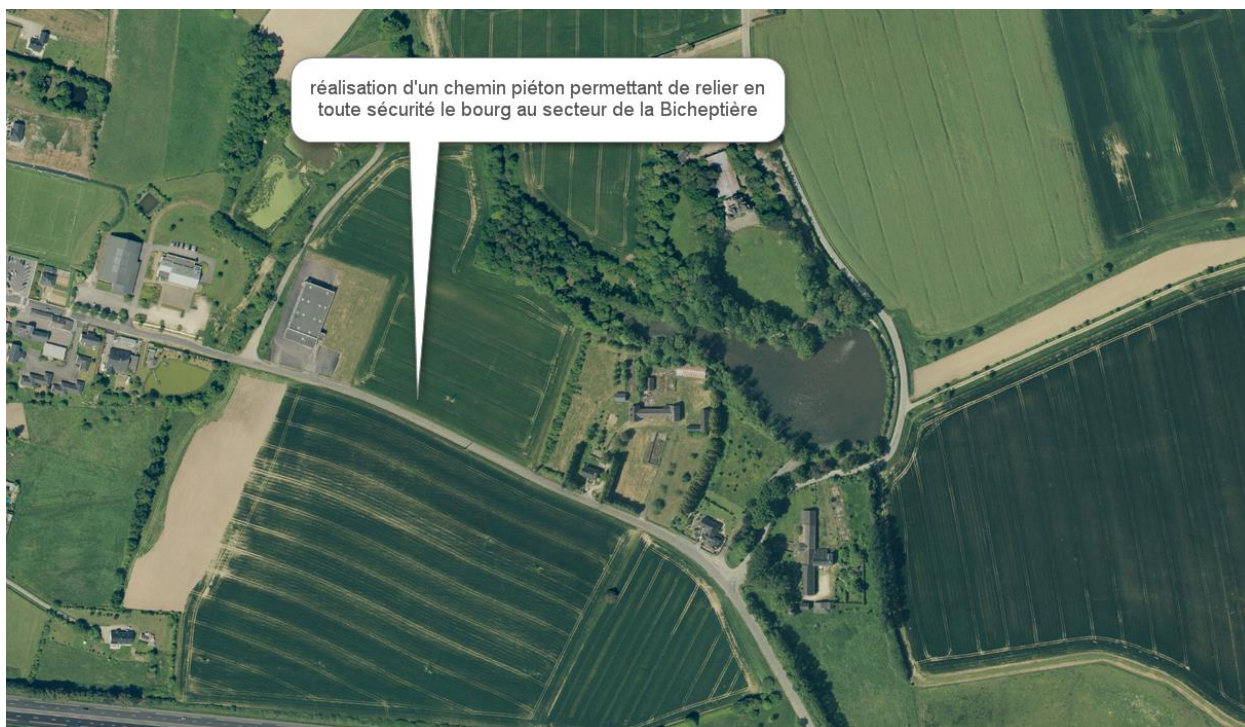 réalisation d'un chemin piéton permettant de relier en
toute sécurité le bourg au secteur de la Bicheptière